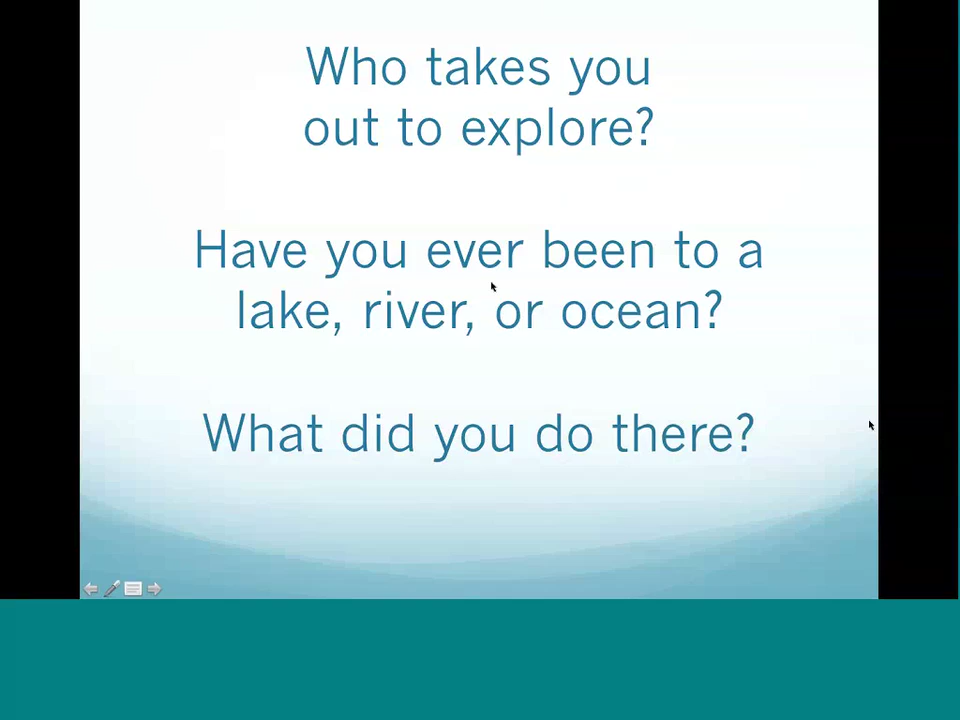 Who takes you
out to explore?
Have you ever been to a
lake, river, or ocean?
What did you do there?